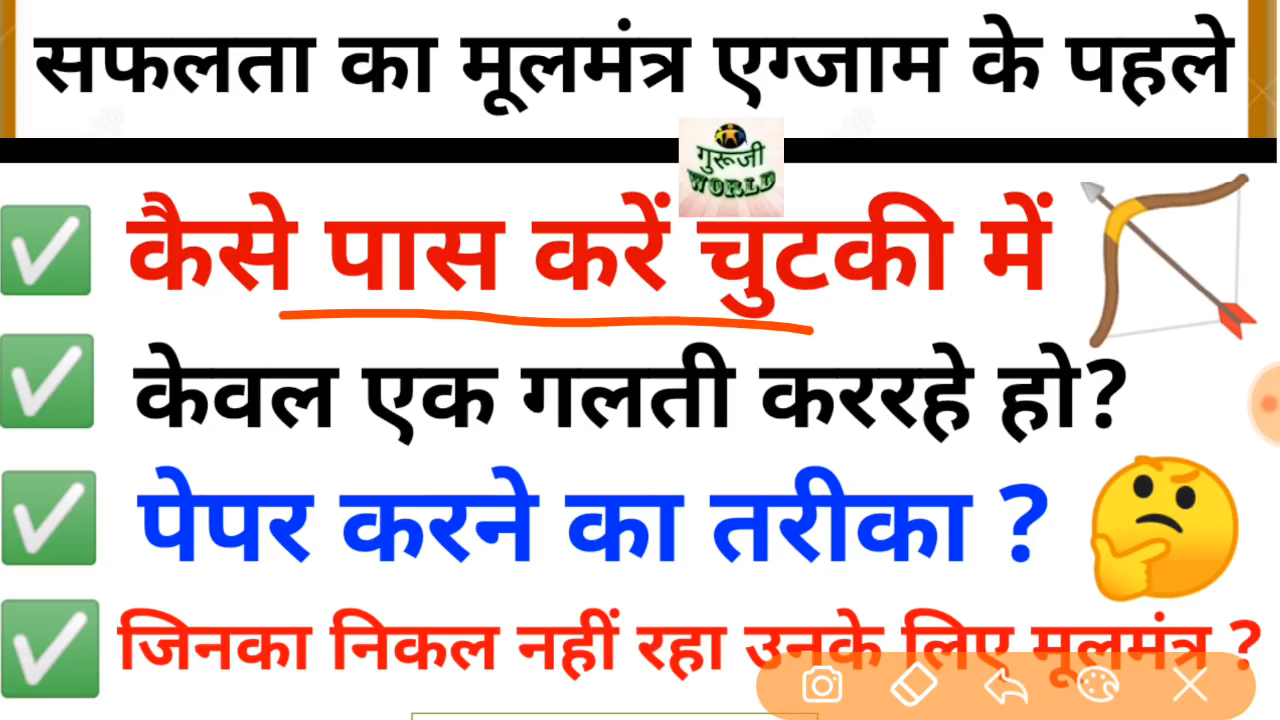 सफलता का मूलमंत्र एग्जाम के पहले
गुरूजी
WORLD
कैसे पास करें चुटकी में
केवल एक गलती कररहे हो?
पेपर करने का तरीका ?
जिनका निकल नहीं रहा उनके लिए मूलमंत्र ?